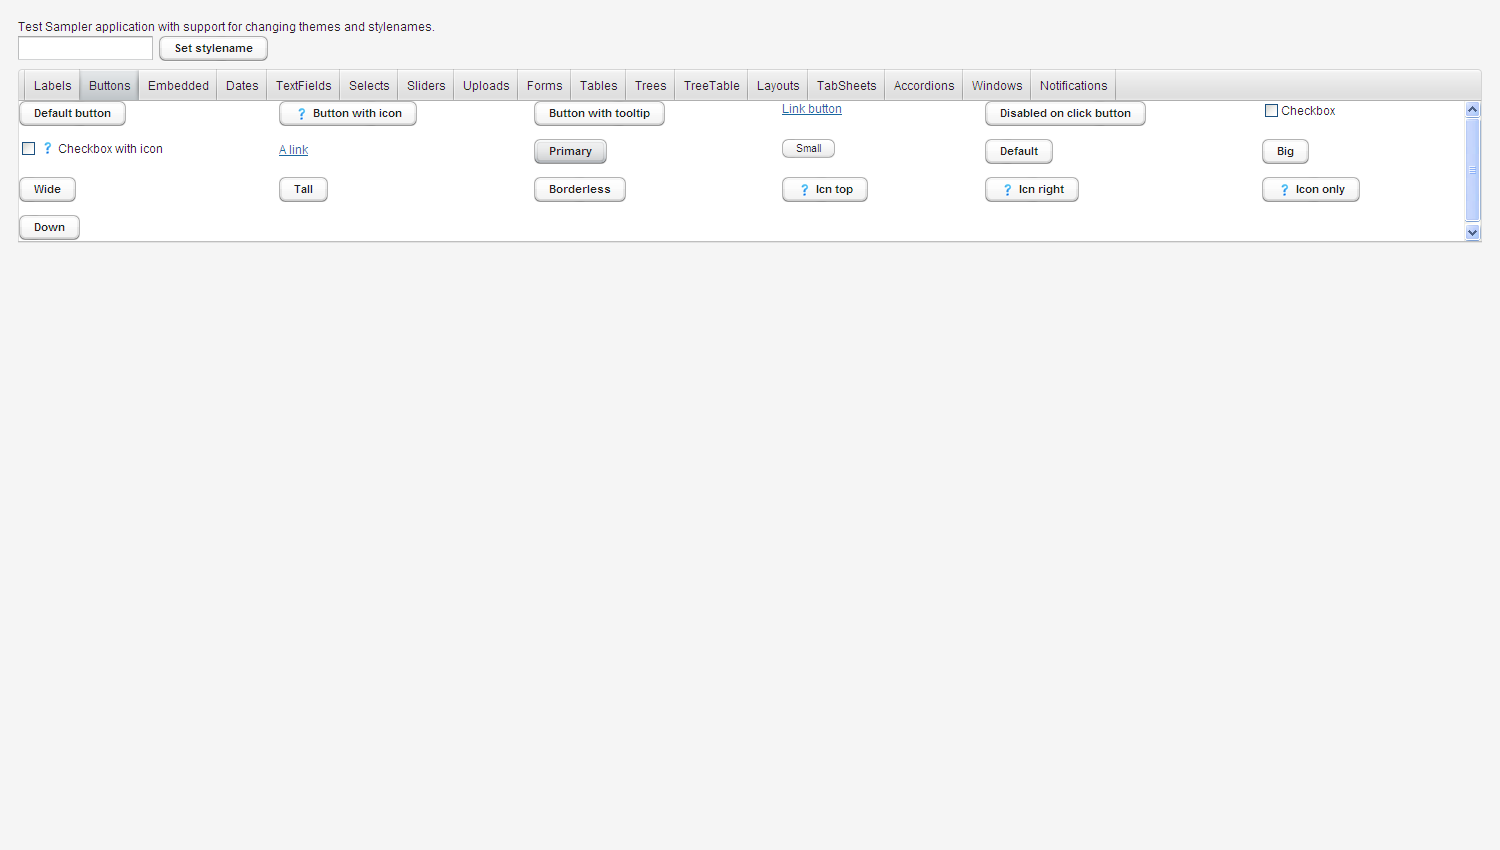 Test Sampler application with support for changing themes and stylenames.
Set stylename
Labels Buttons Embedded Dates TextFields Selects Sliders Uploads Forms Tables Trees TreeTable Layouts TabSheets Accordions Windows Notifications
Default button ? Button with icon Button with tooltip Link button Disabled on click button Checkbox
? Checkbox with icon A link Primary Small Default Big
Wide Tall Borderless ? Icn top ? Icn right ? Icon only
Down